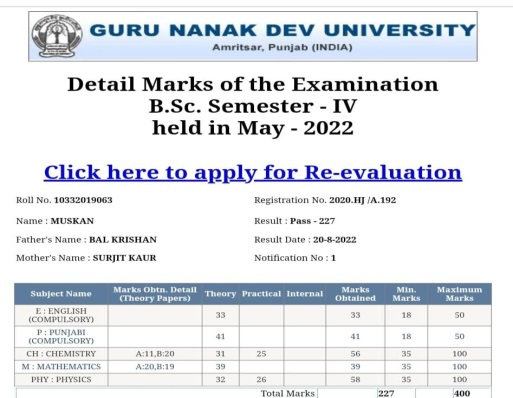 GURU NANAK DEV UNIVERSITY
Amritsar, Punjab (INDIA)
Detail Marks of the Examination
B.Sc. Semester - IV
held in May - 2022
Click here to apply for Re-evaluation
Roll No. 10332019063 Registration No. 2020.HJ /A.192
Name : MUSKAN Result : Pass - 227
Father's Name : BAL KRISHAN Result Date : 20-8-2022
Mother's Name : SURJIT KAUR Notification No : 1
Subject Name Marks Obtn. Detail (Theory Papers) Theory Practical Internal Marks Obtained Min. Marks Maximum Marks
E : ENGLISH (COMPULSORY) 33 33 18 50
P : PUNJABI (COMPULSORY) 41 41 18 50
CH : CHEMISTRY A:11,B:20 31 25 56 35 100
M : MATHEMATICS A:20,B:19 39 39 35 100
PHY : PHYSICS 32 26 58 35 100
Total Marks 227 400